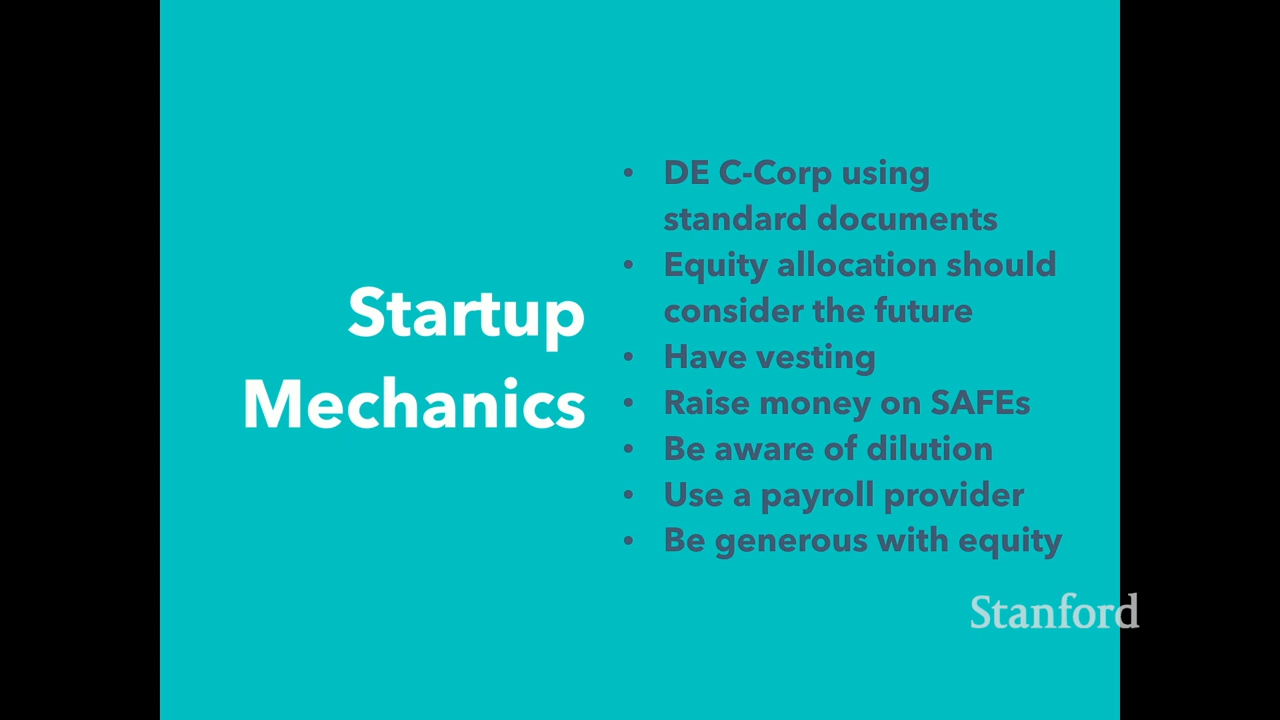 Startup
Mechanics
• DE C-Corp using
standard documents
• Equity allocation should
consider the future
• Have vesting
• Raise money on SAFEs
• Be aware of dilution
• Use a payroll provider
• Be generous with equity
Stanford